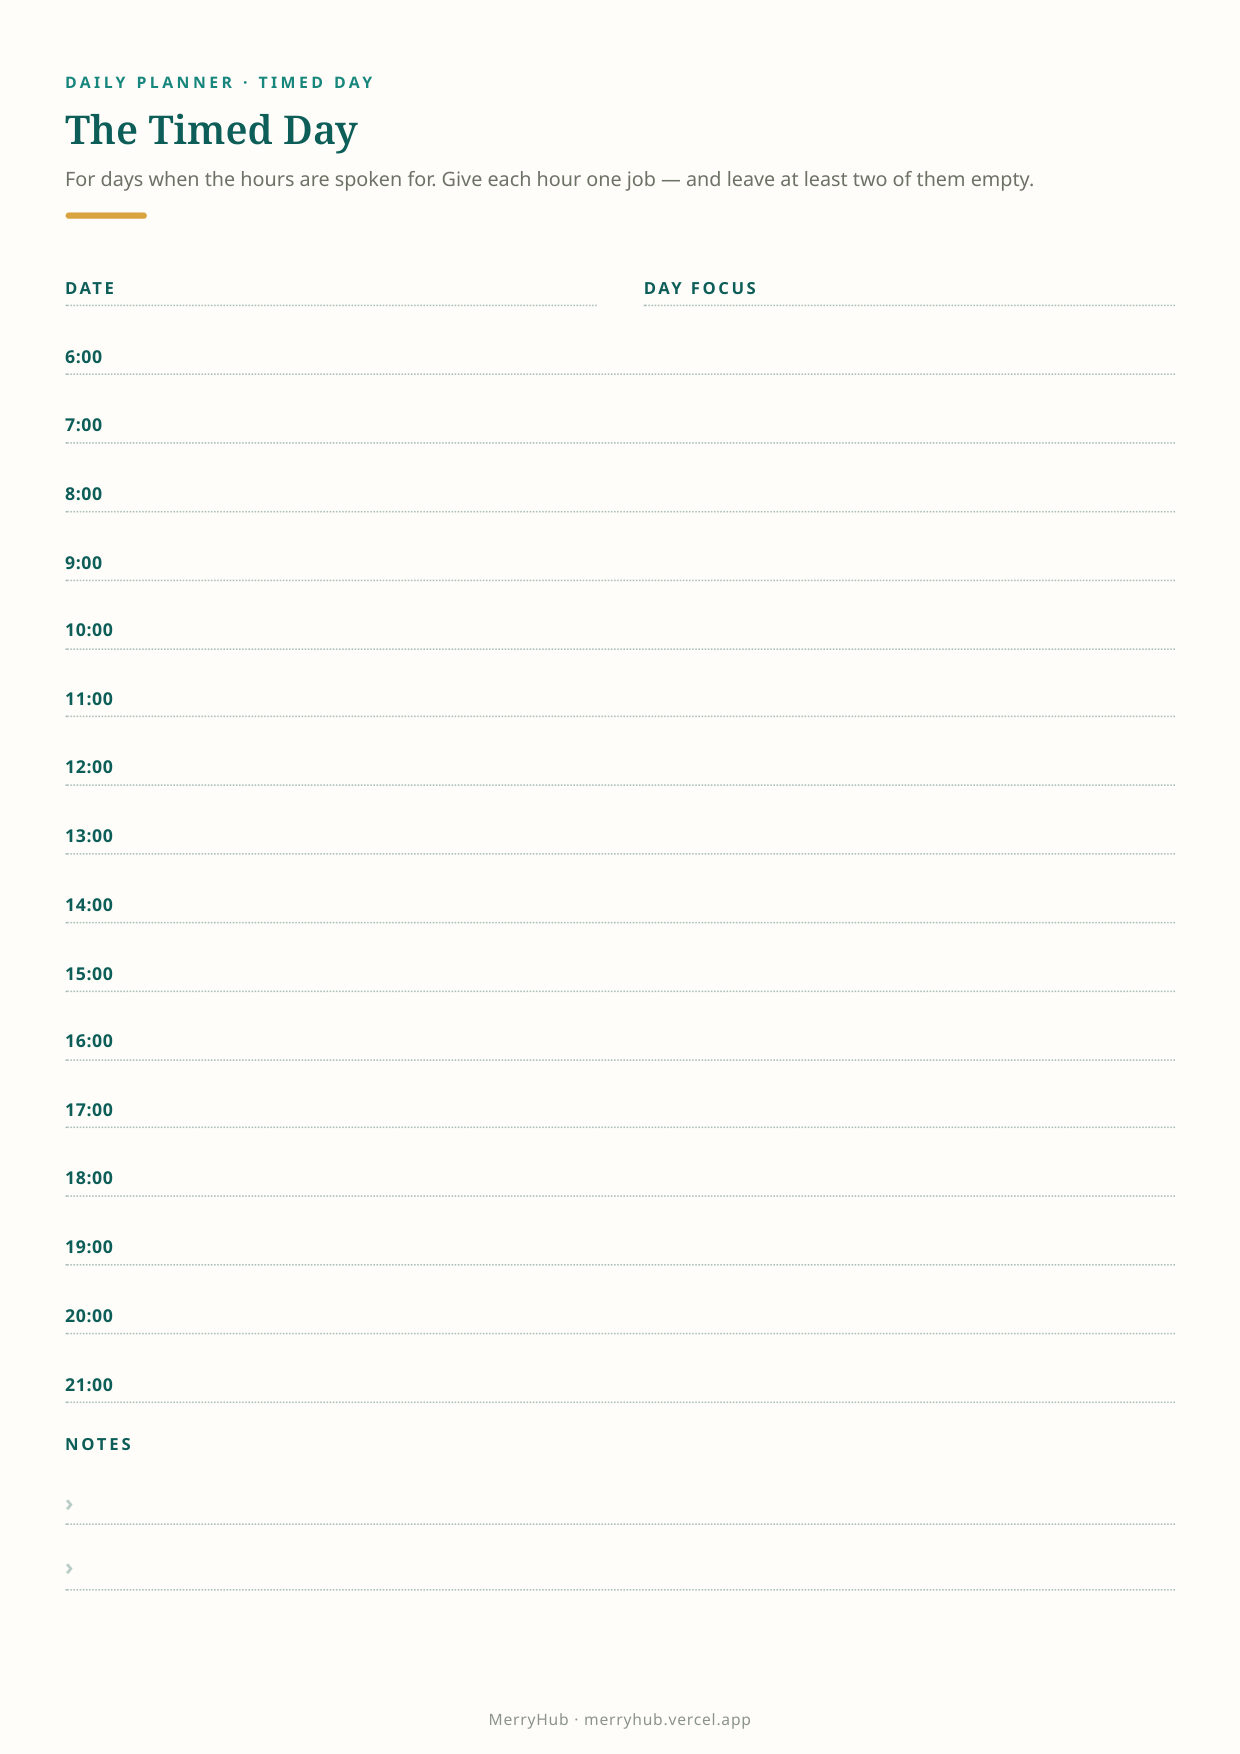 DAILY PLANNER · TIMED DAY
The Timed Day
For days when the hours are spoken for. Give each hour one job — and leave at least two of them empty.
DATE
DAY FOCUS
6:00
7:00
8:00
9:00
10:00
11:00
12:00
13:00
14:00
15:00
16:00
17:00
18:00
19:00
20:00
21:00
NOTES
›
›
MerryHub · merryhub.vercel.app